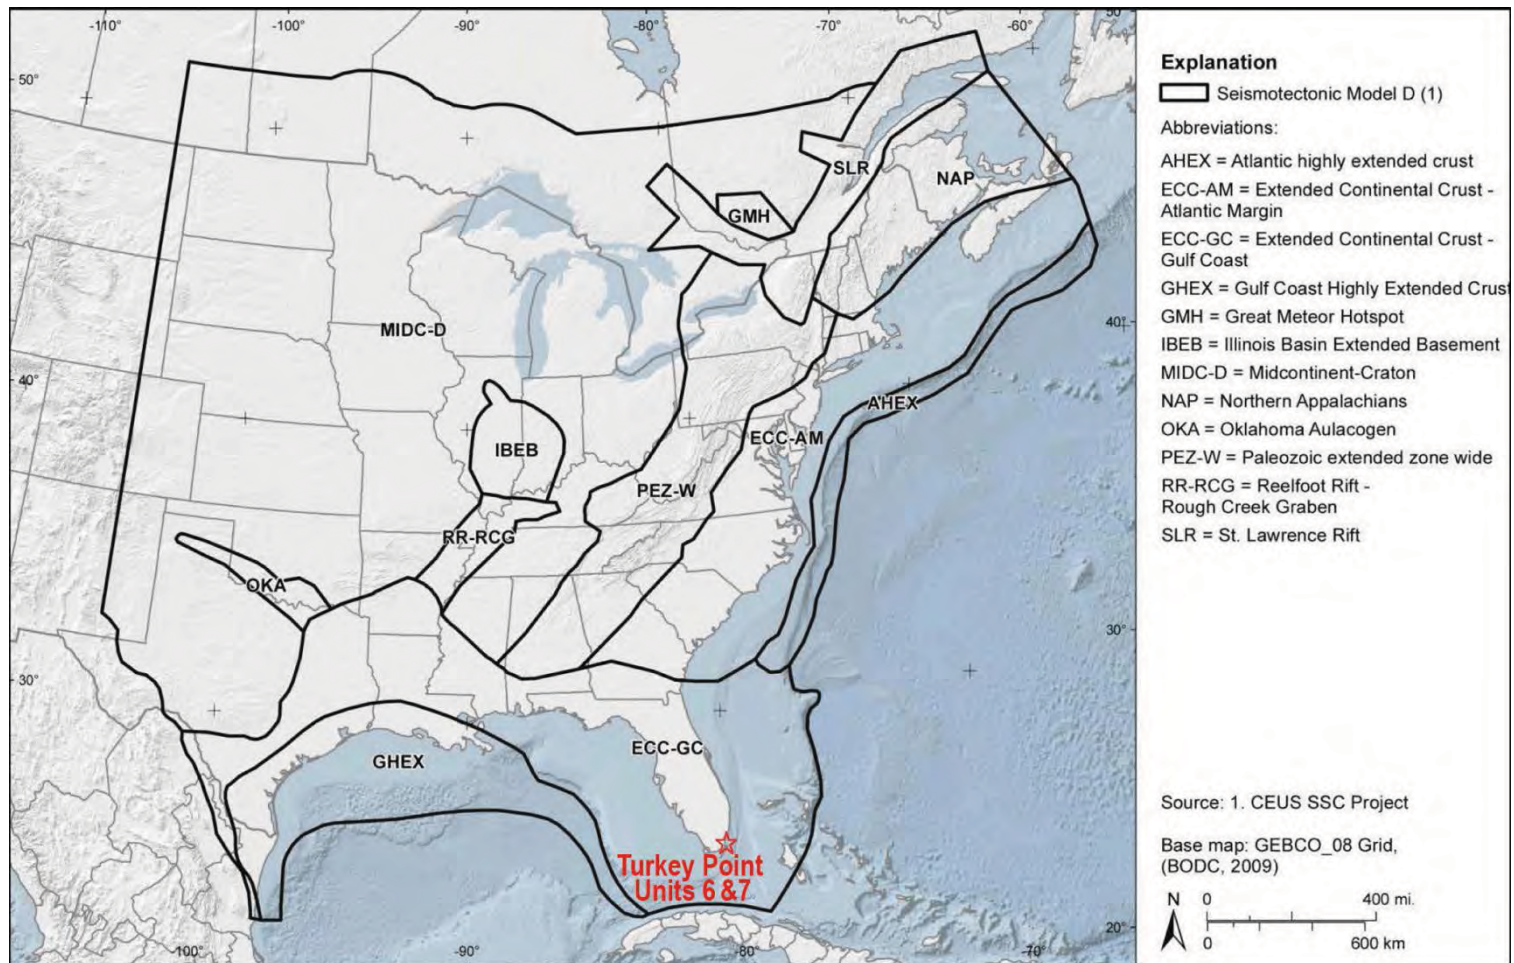 -110°
-100°
-90°
-80°
-70°
-60°
50°
50°
SLR
NAP
GMH
MIDC-D
40°
40°
AHEX
ECC-AM
IBEB
PEZ-W
RR-RCG
OKA
30°
30°
ECC-GC
GHEX
Turkey Point
Units 6 &7
20°
-100°
-90°
-80°
-70°
Explanation
Seismotectonic Model D (1)
Abbreviations:
AHEX = Atlantic highly extended crust
ECC-AM = Extended Continental Crust -
Atlantic Margin
ECC-GC = Extended Continental Crust -
Gulf Coast
GHEX = Gulf Coast Highly Extended Crust
GMH = Great Meteor Hotspot
IBEB = Illinois Basin Extended Basement
MIDC-D = Midcontinent-Craton
NAP = Northern Appalachians
OKA = Oklahoma Aulacogen
PEZ-W = Paleozoic extended zone wide
RR-RCG = Reelfoot Rift -
Rough Creek Graben
SLR = St. Lawrence Rift
Source: 1. CEUS SSC Project
Base map: GEBCO_08 Grid,
(BODC, 2009)
N
0 400 mi.
0 600 km